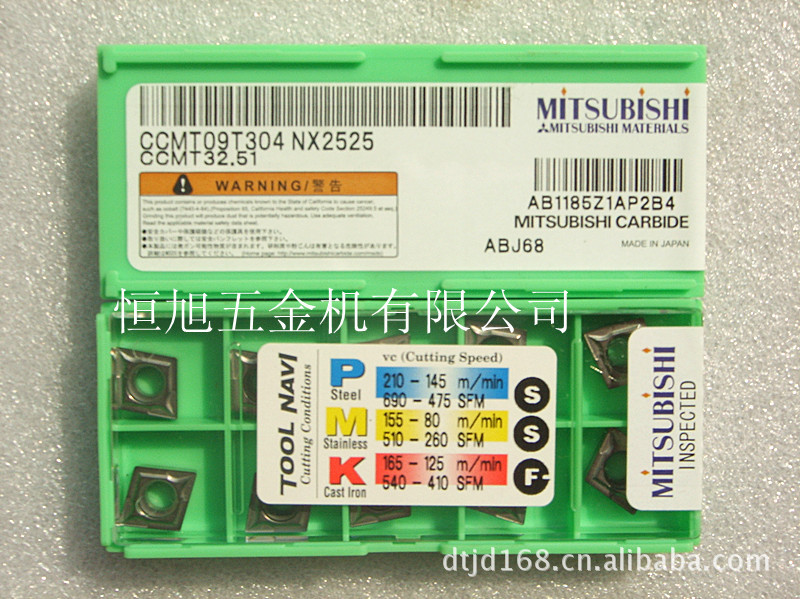 CCMT09T304 NX2525
CCMT32.51
WARNING/警告
MITSUBISHI
MITSUBISHI MATERIALS
AB1185Z1AP2B4
MITSUBISHI CARBIDE
ABJ68
MADE IN JAPAN
恒旭五金机有限公司
TOOL NAVI
Cutting Conditions
vc (Cutting Speed)
P
Steel
210 - 145 m/min
690 - 475 SFM
S
M
Stainless
155 - 80 m/min
510 - 260 SFM
S
K
Cast Iron
165 - 125 m/min
540 - 410 SFM
F
MITSUBISHI
INSPECTED
dtjd168.cn.alibaba.com